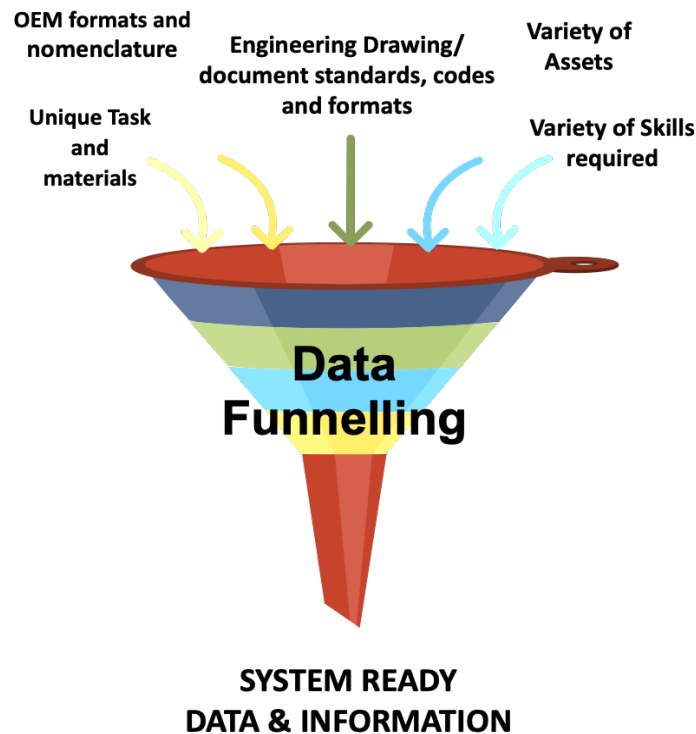 OEM formats and
nomenclature
Engineering Drawing/
document standards, codes
and formats
Variety of
Assets
Unique Task
and
materials
Variety of Skills
required
Data
Funnelling
SYSTEM READY
DATA & INFORMATION